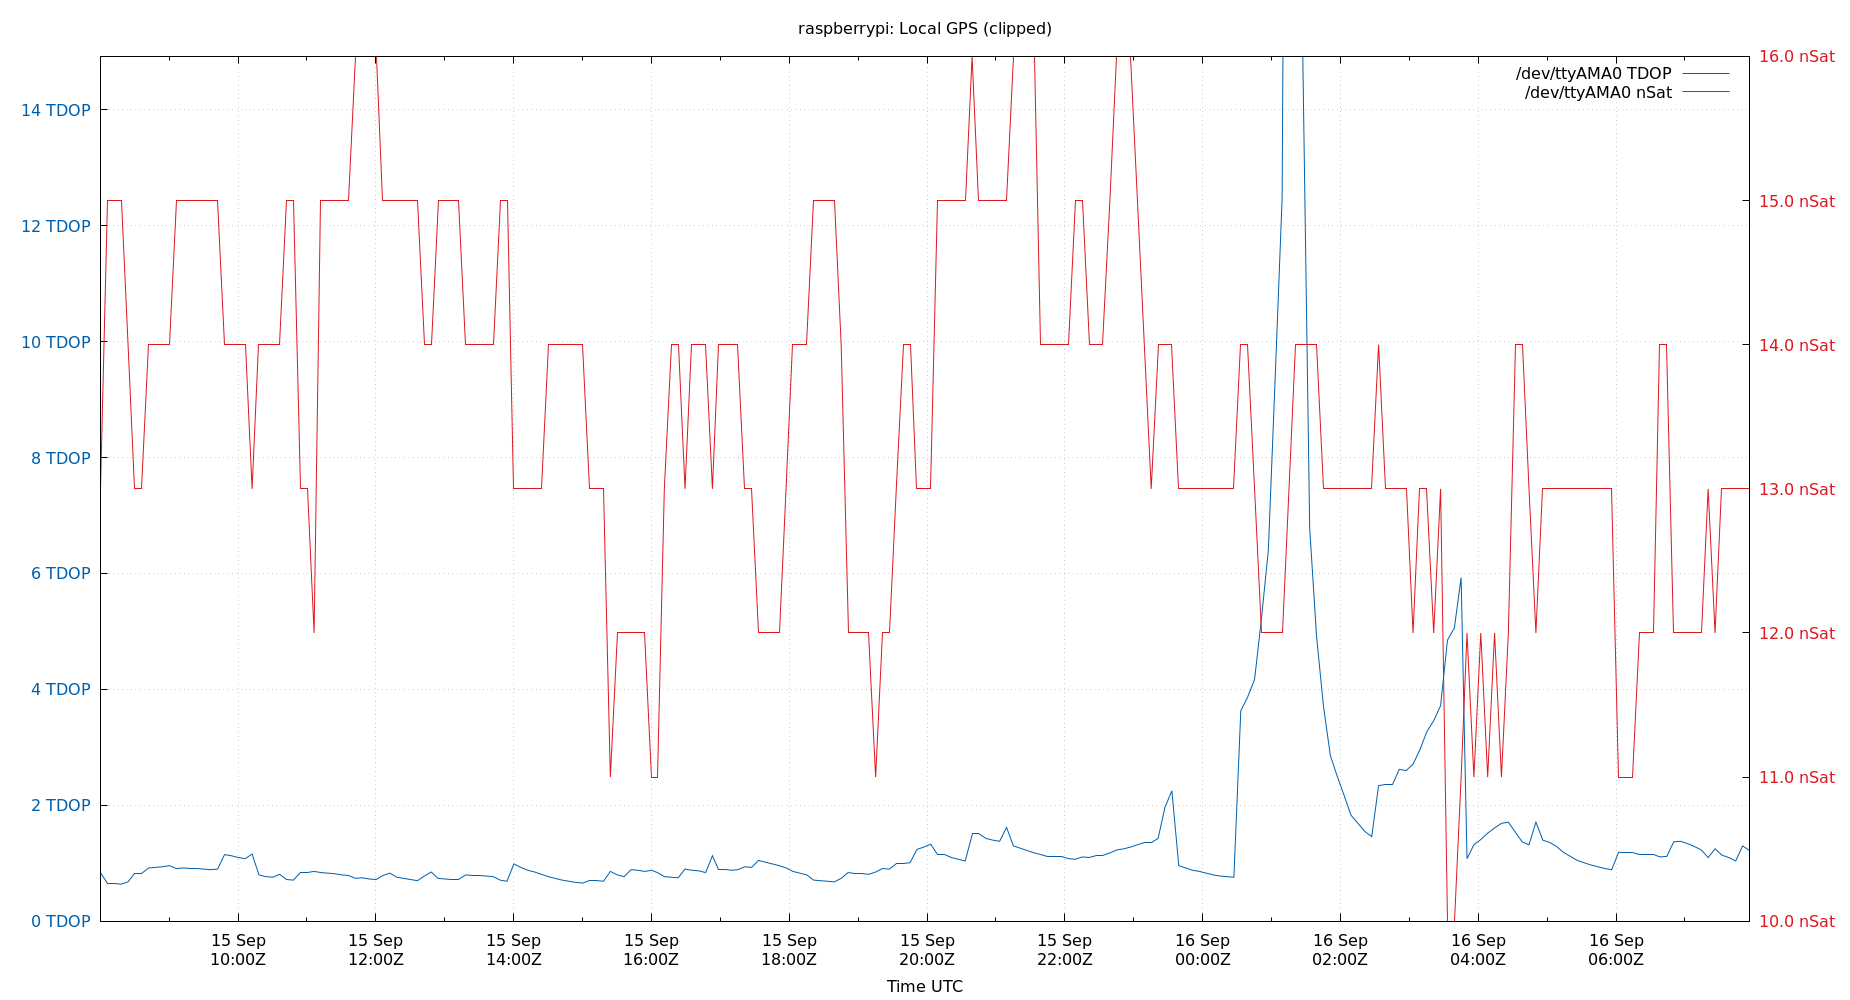 raspberrypi: Local GPS (clipped)
16.0 nSat
/dev/ttyAMA0 TDOP
/dev/ttyAMA0 nSat
14 TDOP
15.0 nSat
12 TDOP
10 TDOP
14.0 nSat
8 TDOP
13.0 nSat
6 TDOP
12.0 nSat
4 TDOP
11.0 nSat
2 TDOP
0 TDOP
10.0 nSat
15 Sep
10:00Z
15 Sep
12:00Z
15 Sep
14:00Z
15 Sep
16:00Z
15 Sep
18:00Z
15 Sep
20:00Z
15 Sep
22:00Z
16 Sep
00:00Z
16 Sep
02:00Z
16 Sep
04:00Z
16 Sep
06:00Z
Time UTC